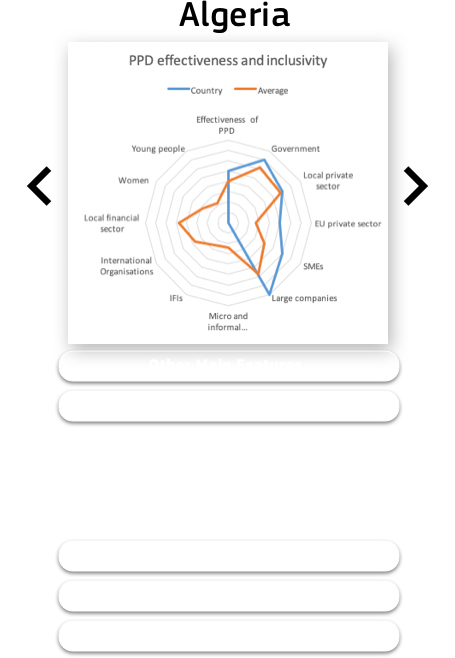 Algeria
PPD effectiveness and inclusivity
Country
Average
Effectiveness of
PPD
Government
Local private
sector
EU private sector
SMEs
Large companies
Micro and
informal...
IFIs
International
Organisations
Local financial
sector
Women
Young people